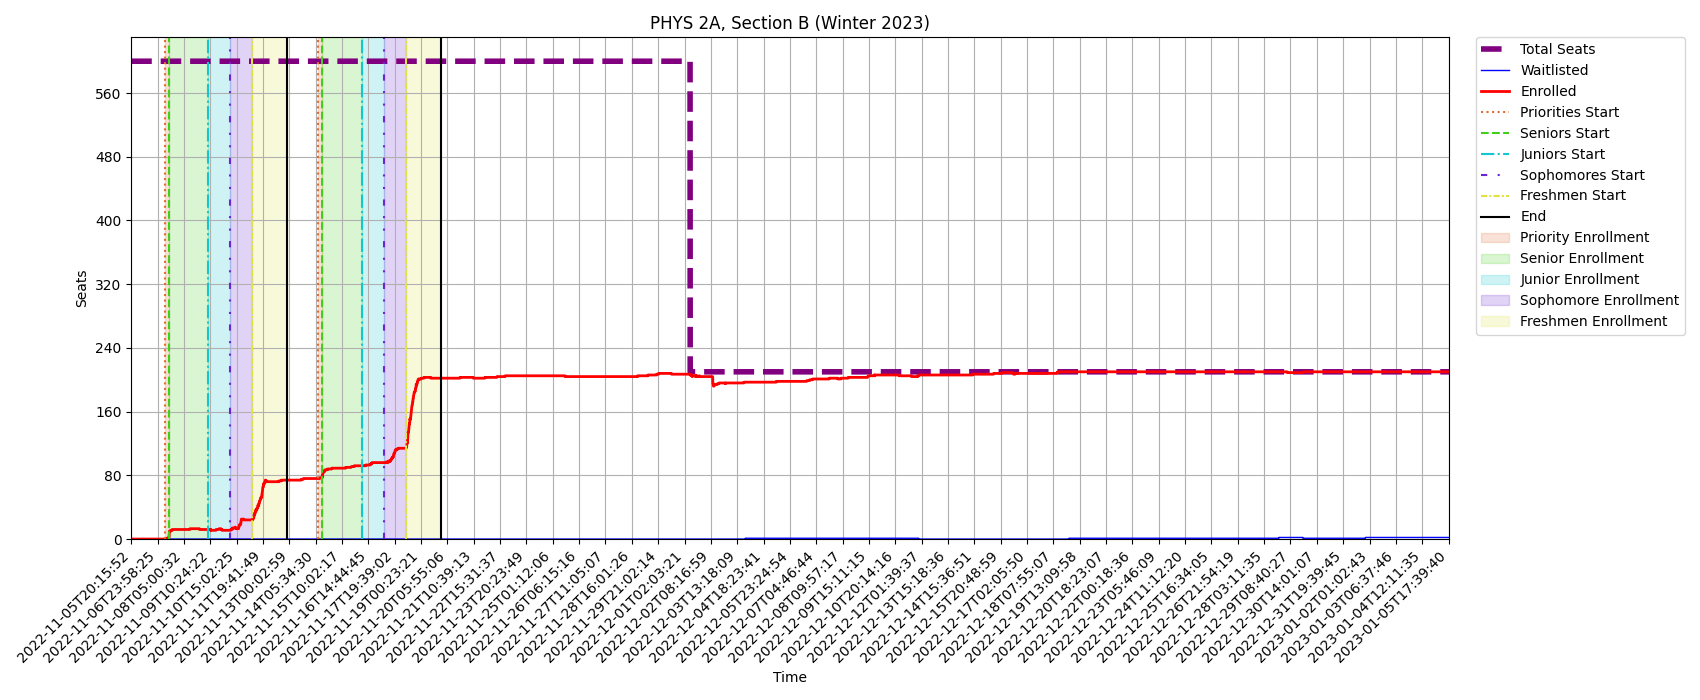 PHYS 2A, Section B (Winter 2023)
Seats
560
480
400
320
240
160
80
0
2022-11-05T20:15:52
2022-11-06T23:58:25
2022-11-08T05:00:32
2022-11-09T10:24:22
2022-11-10T15:02:25
2022-11-11T19:41:49
2022-11-13T00:02:59
2022-11-14T05:34:30
2022-11-15T10:02:17
2022-11-16T14:44:45
2022-11-17T19:39:02
2022-11-19T00:23:21
2022-11-20T05:55:06
2022-11-21T10:39:13
2022-11-22T15:31:37
2022-11-23T20:23:49
2022-11-25T01:12:06
2022-11-26T06:15:16
2022-11-27T11:05:07
2022-11-28T16:01:26
2022-11-29T21:02:14
2022-12-01T02:03:21
2022-12-02T08:16:59
2022-12-03T13:18:09
2022-12-04T18:23:41
2022-12-05T23:24:54
2022-12-07T04:46:44
2022-12-08T09:57:17
2022-12-09T15:11:15
2022-12-10T20:14:16
2022-12-12T01:39:37
2022-12-14T15:36:51
2022-12-15T20:48:59
2022-12-17T02:05:50
2022-12-18T07:55:07
2022-12-19T13:09:58
2022-12-20T18:23:07
2022-12-22T00:18:36
2022-12-23T05:46:09
2022-12-24T11:12:20
2022-12-25T16:34:05
2022-12-26T21:54:19
2022-12-28T03:11:35
2022-12-29T08:40:27
2022-12-30T14:01:07
2022-12-31T19:39:45
2023-01-02T01:02:43
2023-01-03T06:37:46
2023-01-04T12:11:35
2023-01-05T17:39:40
Time
Total Seats
Waitlisted
Enrolled
Priorities Start
Seniors Start
Juniors Start
Sophomores Start
Freshmen Start
End
Priority Enrollment
Senior Enrollment
Junior Enrollment
Sophomore Enrollment
Freshmen Enrollment